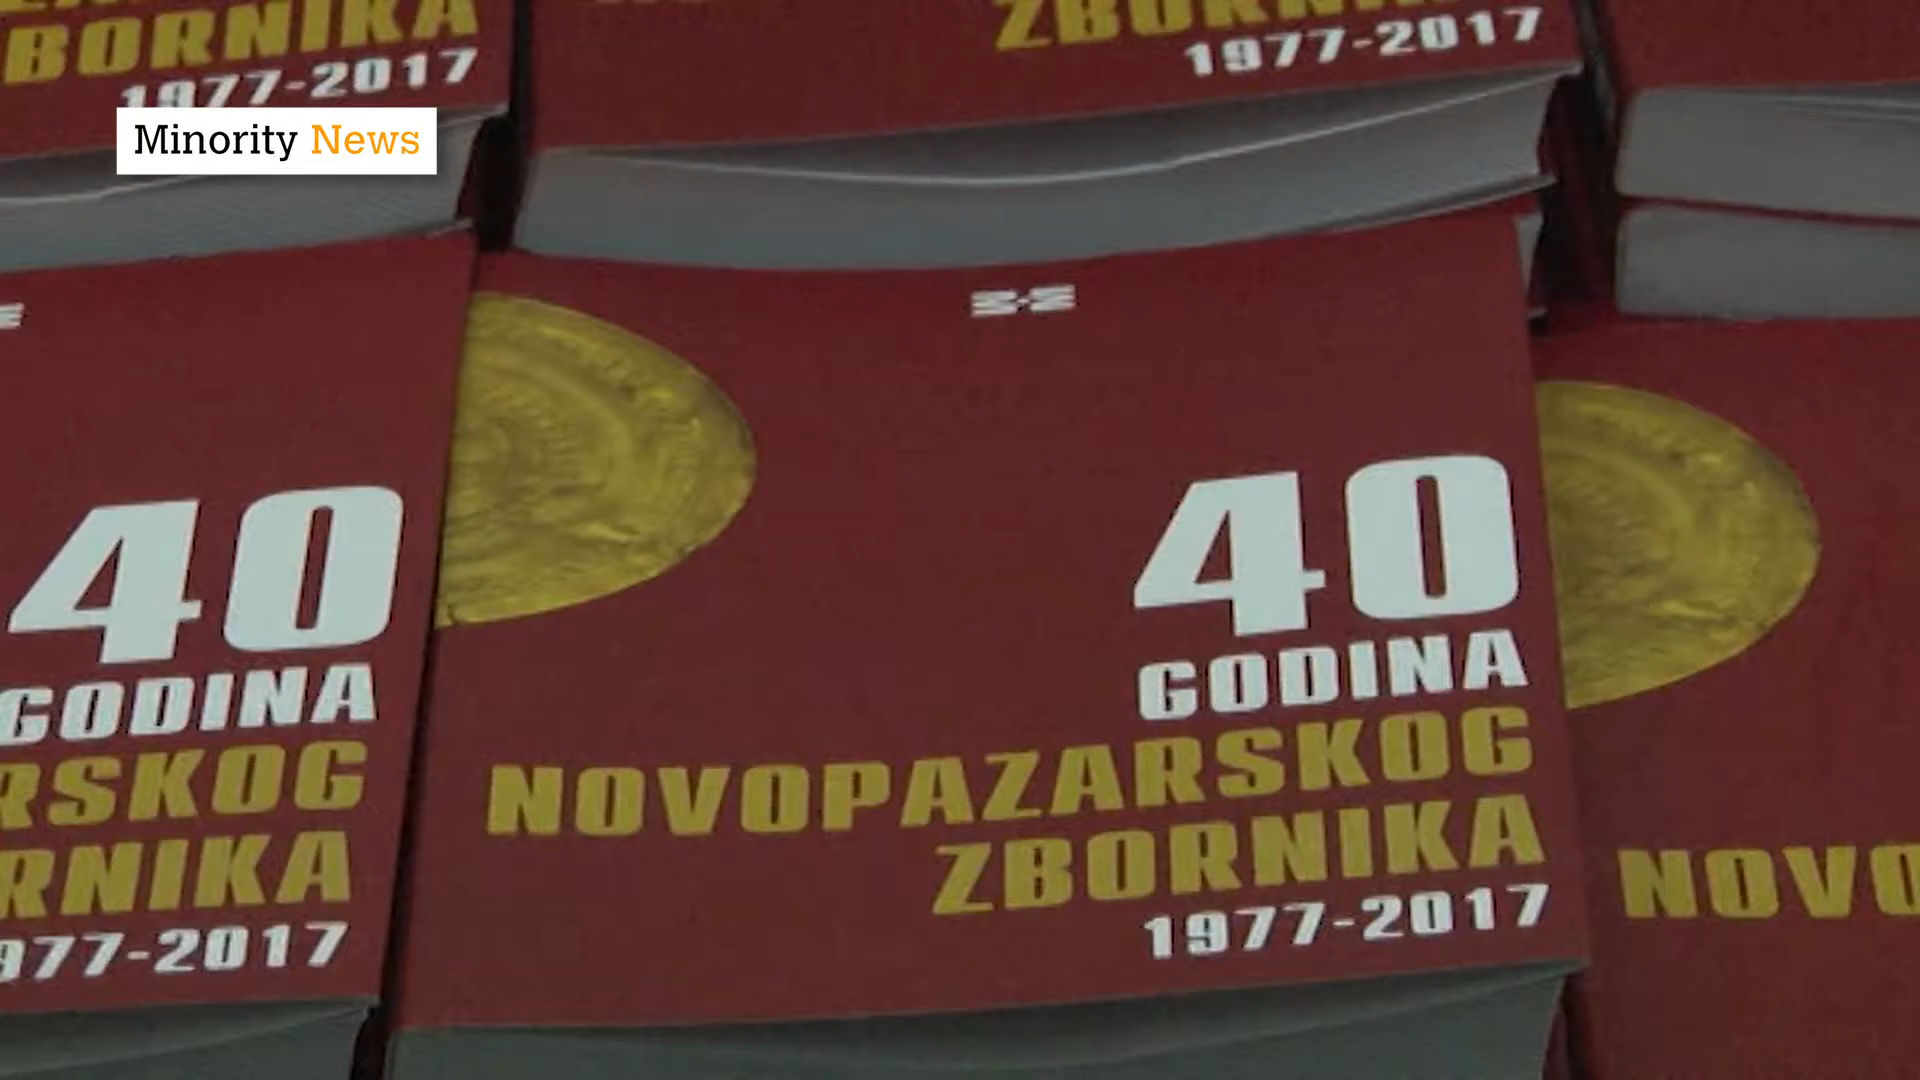 BORNIKA
1977-2017
ZBORNIKA
1977-2017
Minority News
40
GODINA
RSKOG
RNIKA
977-2017
40
GODINA
NOVOPAZARSKOG
ZBORNIKA
1977-2017
NOVO